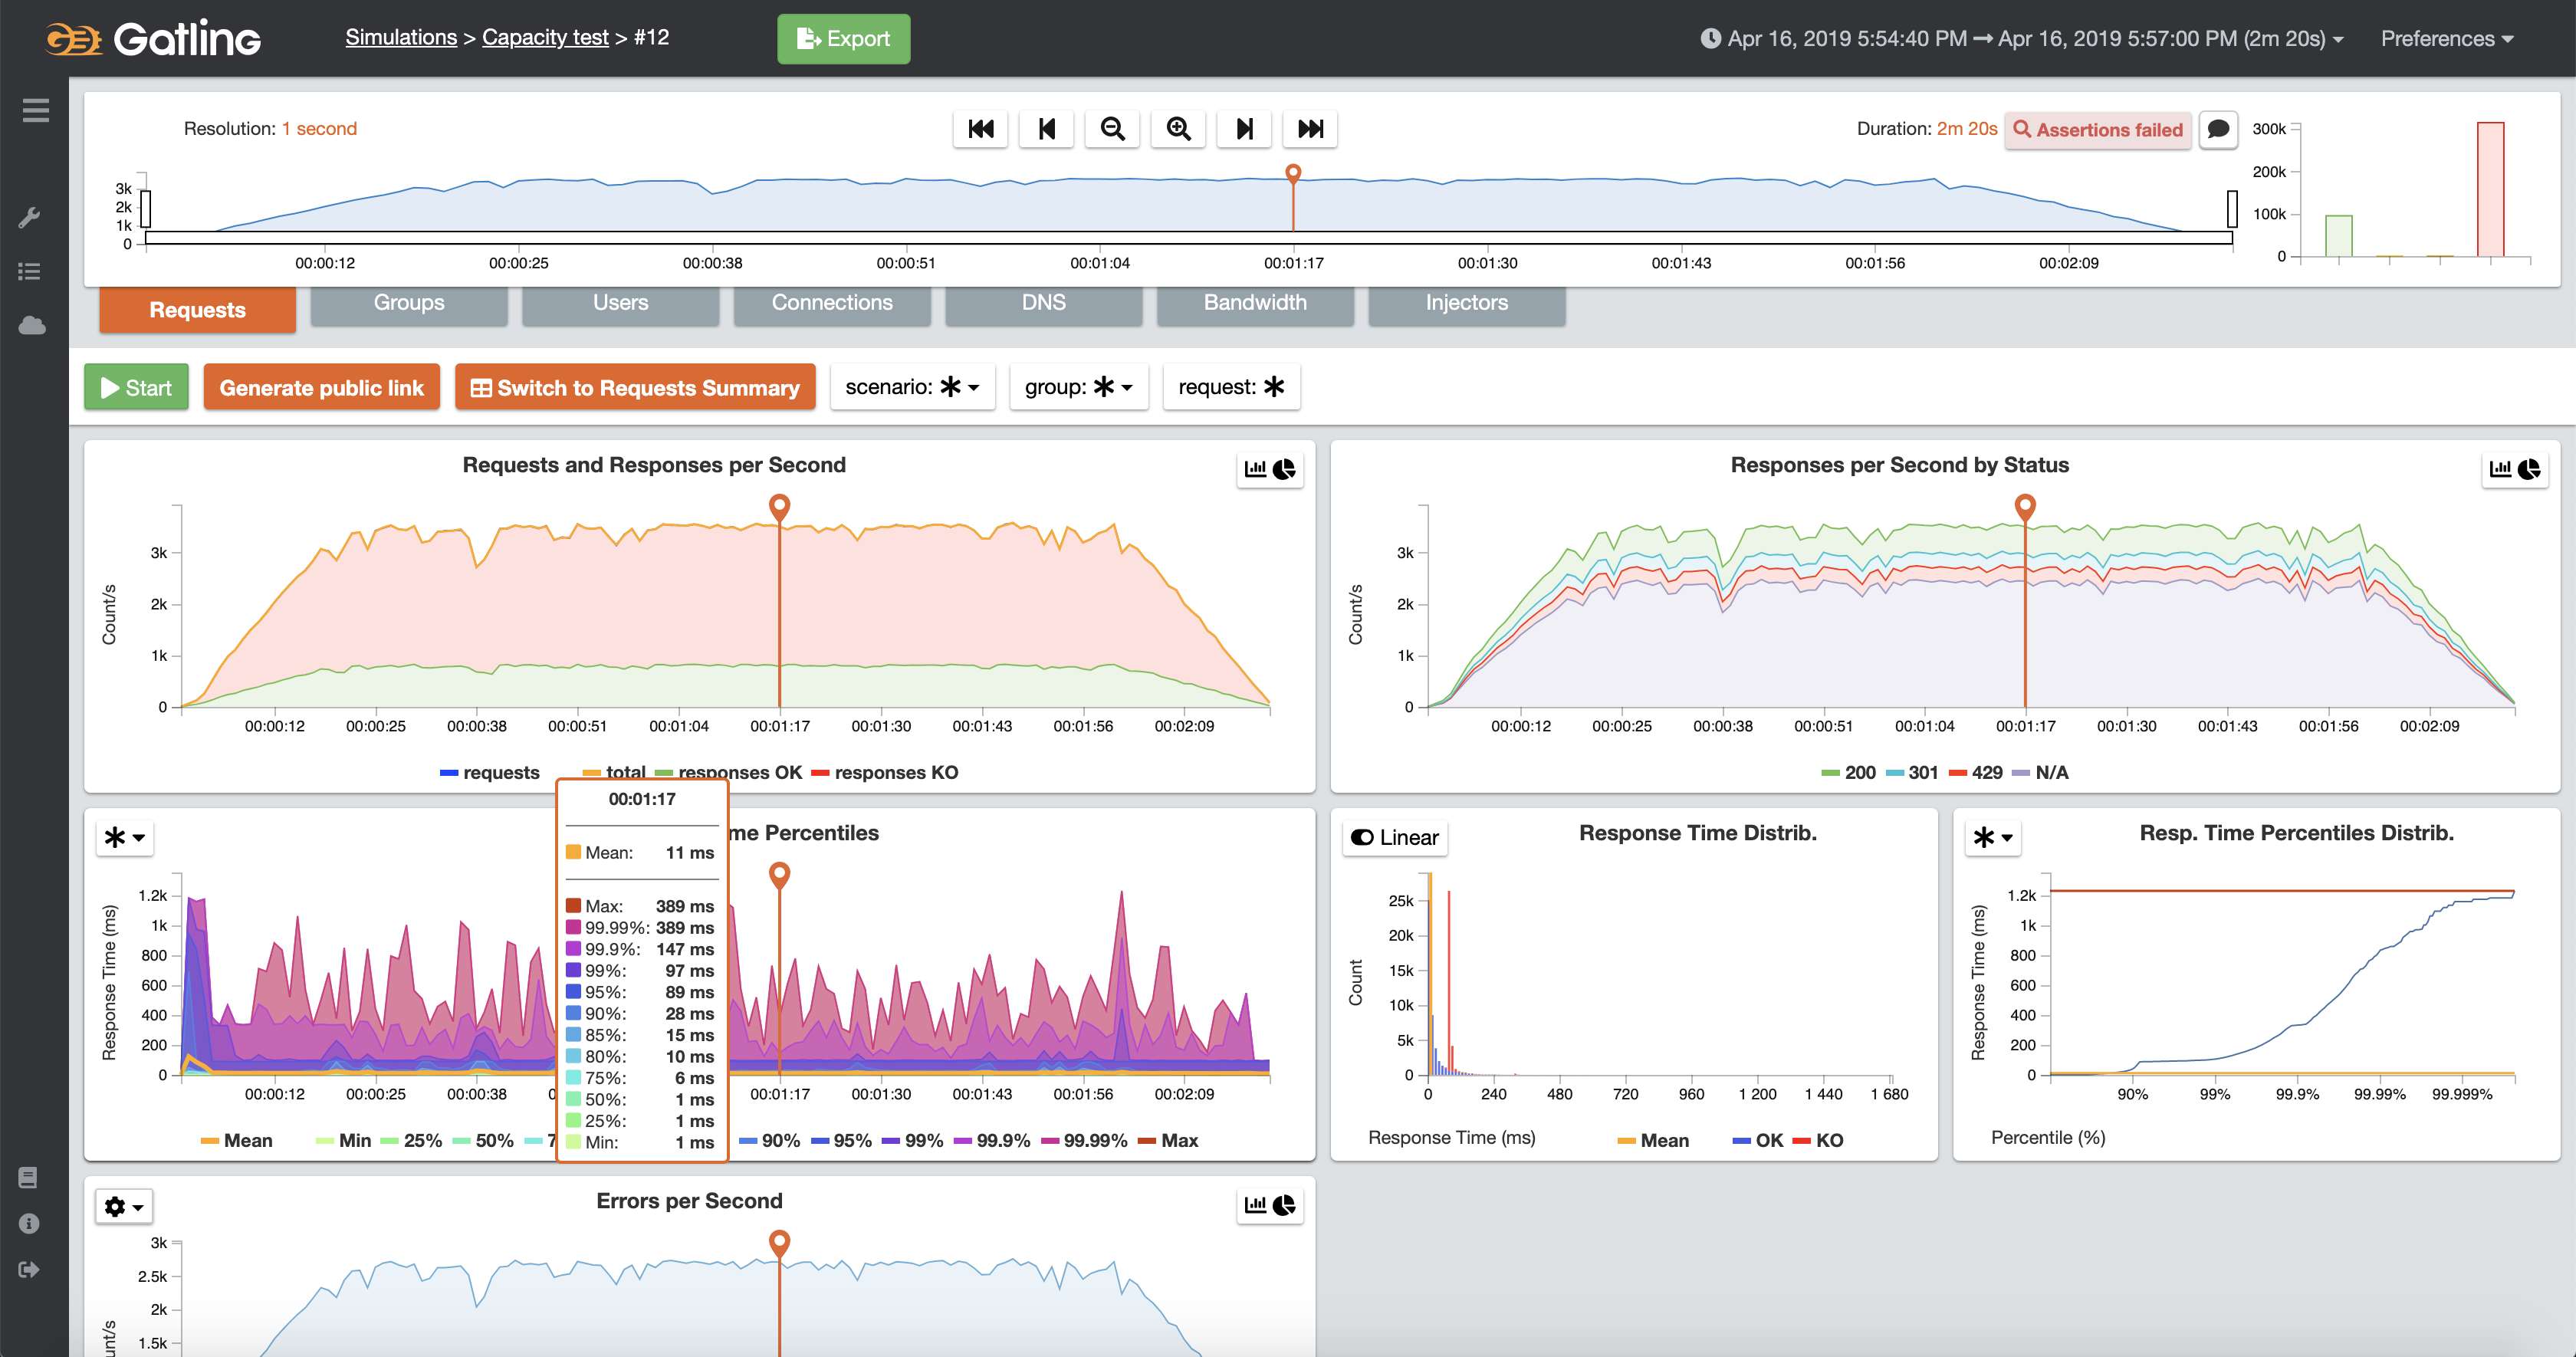 Gatling
Simulations > Capacity test > #12
Export
Apr 16, 2019 5:54:40 PM → Apr 16, 2019 5:57:00 PM (2m 20s)
Preferences
Resolution: 1 second
Duration: 2m 20s
Assertions failed
3k
2k
1k
0
00:00:12 00:00:25 00:00:38 00:00:51 00:01:04 00:01:17 00:01:30 00:01:43 00:01:56 00:02:09
300k
200k
100k
0
Requests Groups Users Connections DNS Bandwidth Injectors
Start
Generate public link
Switch to Requests Summary
scenario: *
group: *
request: *
Requests and Responses per Second
Count/s
3k
2k
1k
0
00:00:12 00:00:25 00:00:38 00:00:51 00:01:04 00:01:17 00:01:30 00:01:43 00:01:56 00:02:09
requests total responses OK responses KO
Responses per Second by Status
Count/s
3k
2k
1k
0
00:00:12 00:00:25 00:00:38 00:00:51 00:01:04 00:01:17 00:01:30 00:01:43 00:01:56 00:02:09
200 301 429 N/A
*
me Percentiles
Response Time (ms)
1.2k
1k
800
600
400
200
0
00:00:12 00:00:25 00:00:38 0 00:01:17 00:01:30 00:01:43 00:01:56 00:02:09
Mean Min 25% 50% 7 90% 95% 99% 99.9% 99.99% Max
00:01:17
Mean: 11 ms
Max: 389 ms
99.99%: 389 ms
99.9%: 147 ms
99%: 97 ms
95%: 89 ms
90%: 28 ms
85%: 15 ms
80%: 10 ms
75%: 6 ms
50%: 1 ms
25%: 1 ms
Min: 1 ms
Linear
Response Time Distrib.
Count
25k
20k
15k
10k
5k
0
0 240 480 720 960 1 200 1 440 1 680
Response Time (ms)
Mean OK KO
*
Resp. Time Percentiles Distrib.
Response Time (ms)
1.2k
1k
800
600
400
200
0
90% 99% 99.9% 99.99% 99.999%
Percentile (%)
Errors per Second
unt/s
3k
2.5k
2k
1.5k